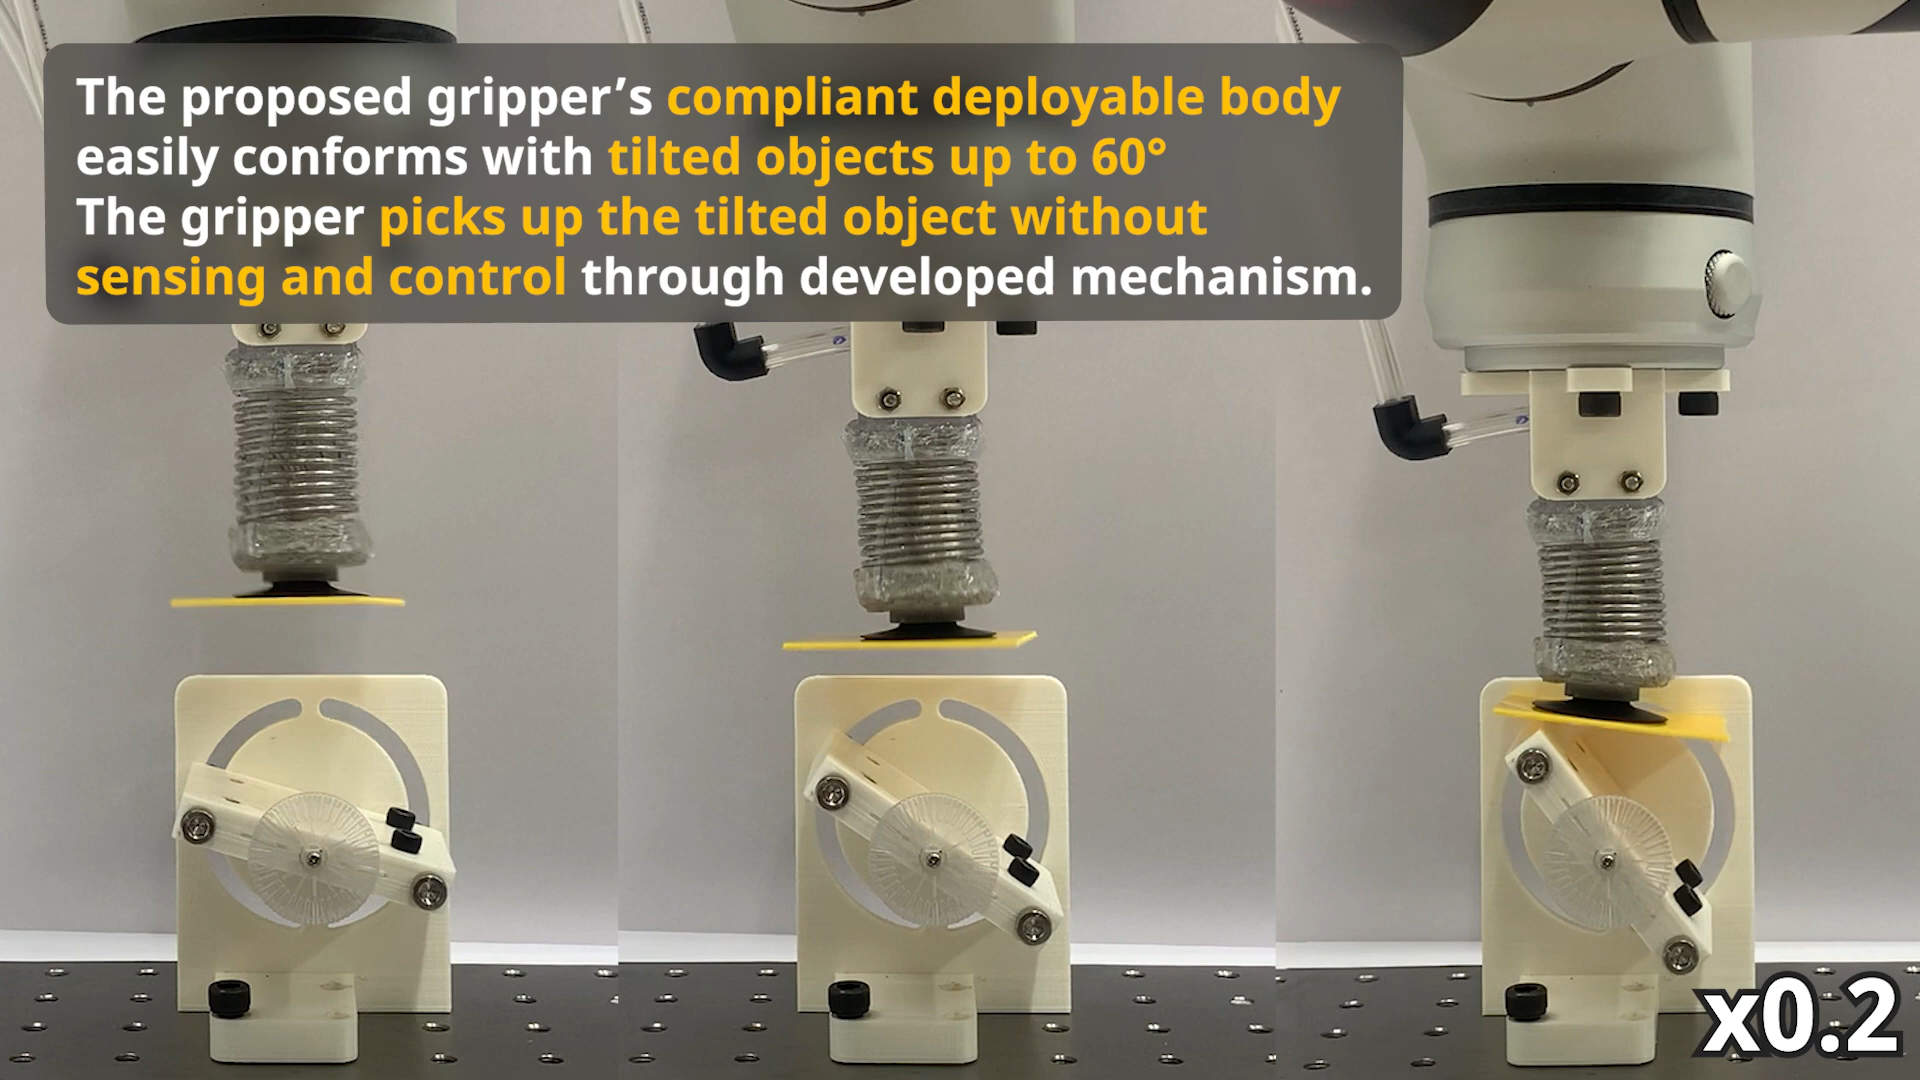 The proposed gripper’s compliant deployable body
easily conforms with tilted objects up to 60°
The gripper picks up the tilted object without
sensing and control through developed mechanism.
x0.2